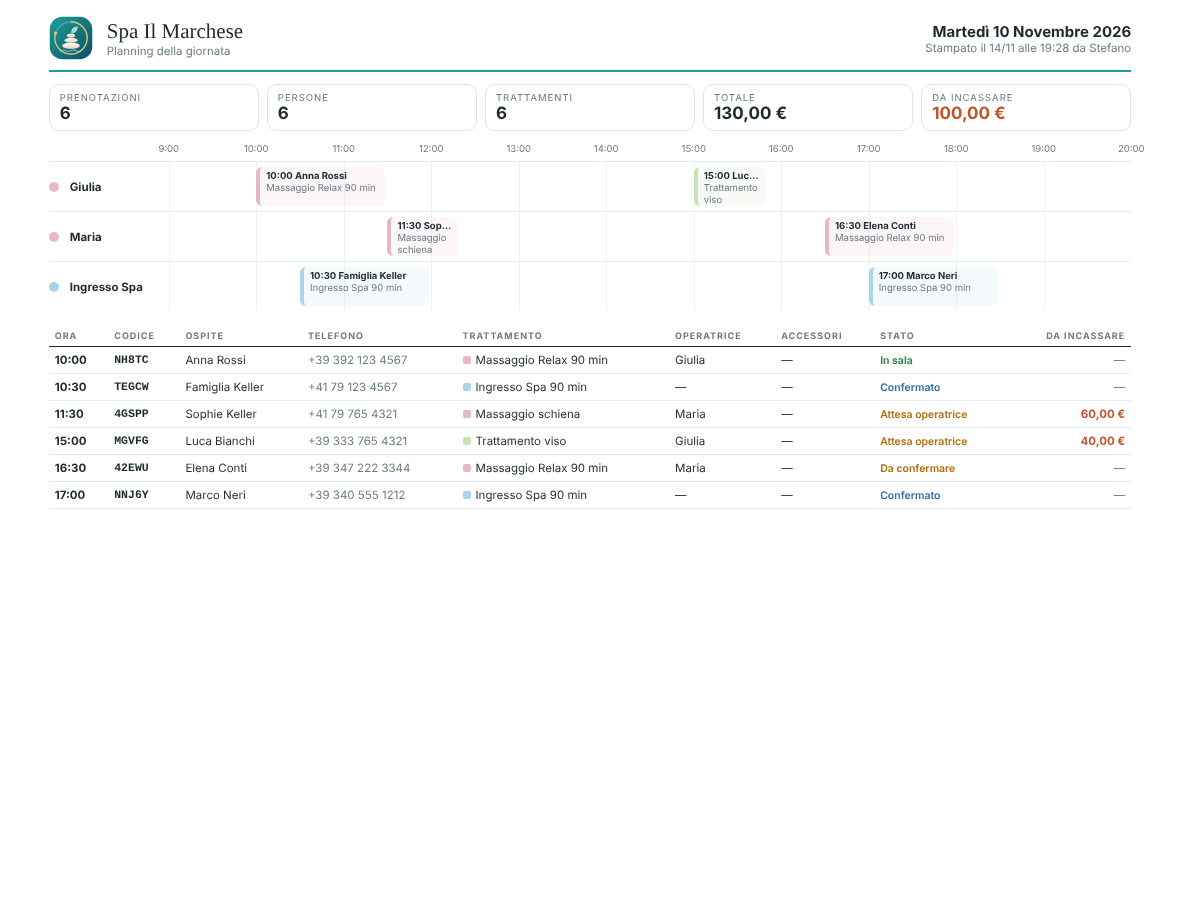 Spa Il Marchese
Planning della giornata
Martedì 10 Novembre 2026
Stampato il 14/11 alle 19:28 da Stefano
PRENOTAZIONI
6
PERSONE
6
TRATTAMENTI
6
TOTALE
130,00 €
DA INCASSARE
100,00 €
9:00 10:00 11:00 12:00 13:00 14:00 15:00 16:00 17:00 18:00 19:00 20:00
Giulia
10:00 Anna Rossi
Massaggio Relax 90 min
15:00 Luc...
Trattamento
viso
Maria
11:30 Sop...
Massaggio
schiena
16:30 Elena Conti
Massaggio Relax 90 min
Ingresso Spa
10:30 Famiglia Keller
Ingresso Spa 90 min
17:00 Marco Neri
Ingresso Spa 90 min
ORA CODICE OSPITE TELEFONO TRATTAMENTO OPERATRICE ACCESSORI STATO DA INCASSARE
10:00 NH8TC Anna Rossi +39 392 123 4567 Massaggio Relax 90 min Giulia — In sala —
10:30 TEGCW Famiglia Keller +41 79 123 4567 Ingresso Spa 90 min — — Confermato —
11:30 4GSPP Sophie Keller +41 79 765 4321 Massaggio schiena Maria — Attesa operatrice 60,00 €
15:00 MGVFG Luca Bianchi +39 333 765 4321 Trattamento viso Giulia — Attesa operatrice 40,00 €
16:30 42EWU Elena Conti +39 347 222 3344 Massaggio Relax 90 min Maria — Da confermare —
17:00 NNJ6Y Marco Neri +39 340 555 1212 Ingresso Spa 90 min — — Confermato —